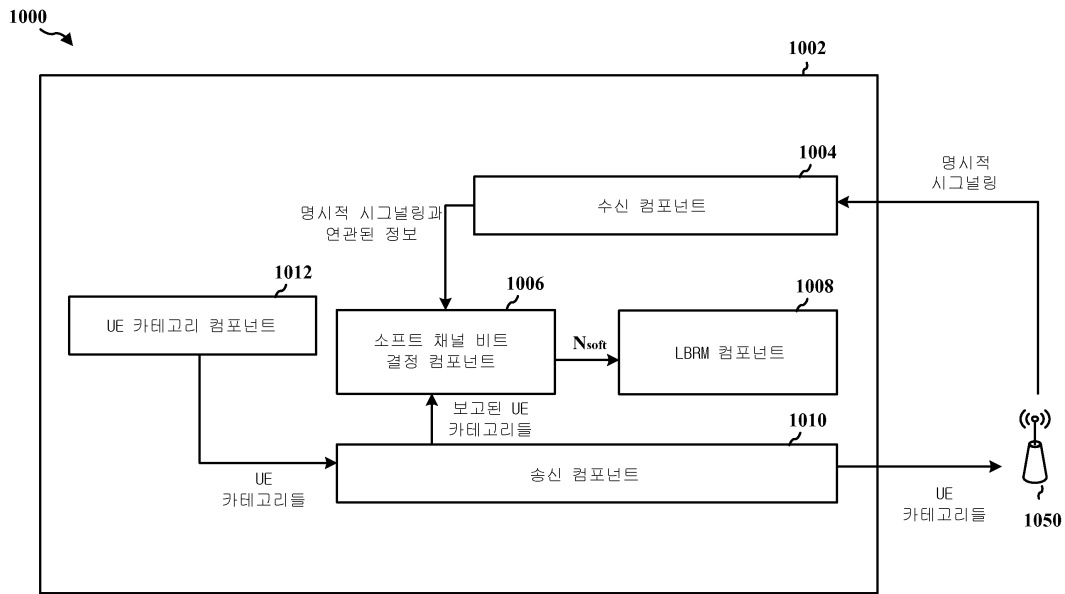 1000
1002
1004
수신 컴포넌트
명시적
시그널링
명시적 시그널링과
연관된 정보
1012
UE 카테고리 컴포넌트
1006
소프트 채널 비트
결정 컴포넌트
Nsoft
1008
LBRM 컴포넌트
보고된 UE
카테고리들
1010
송신 컴포넌트
UE
카테고리들
UE
카테고리들
1050